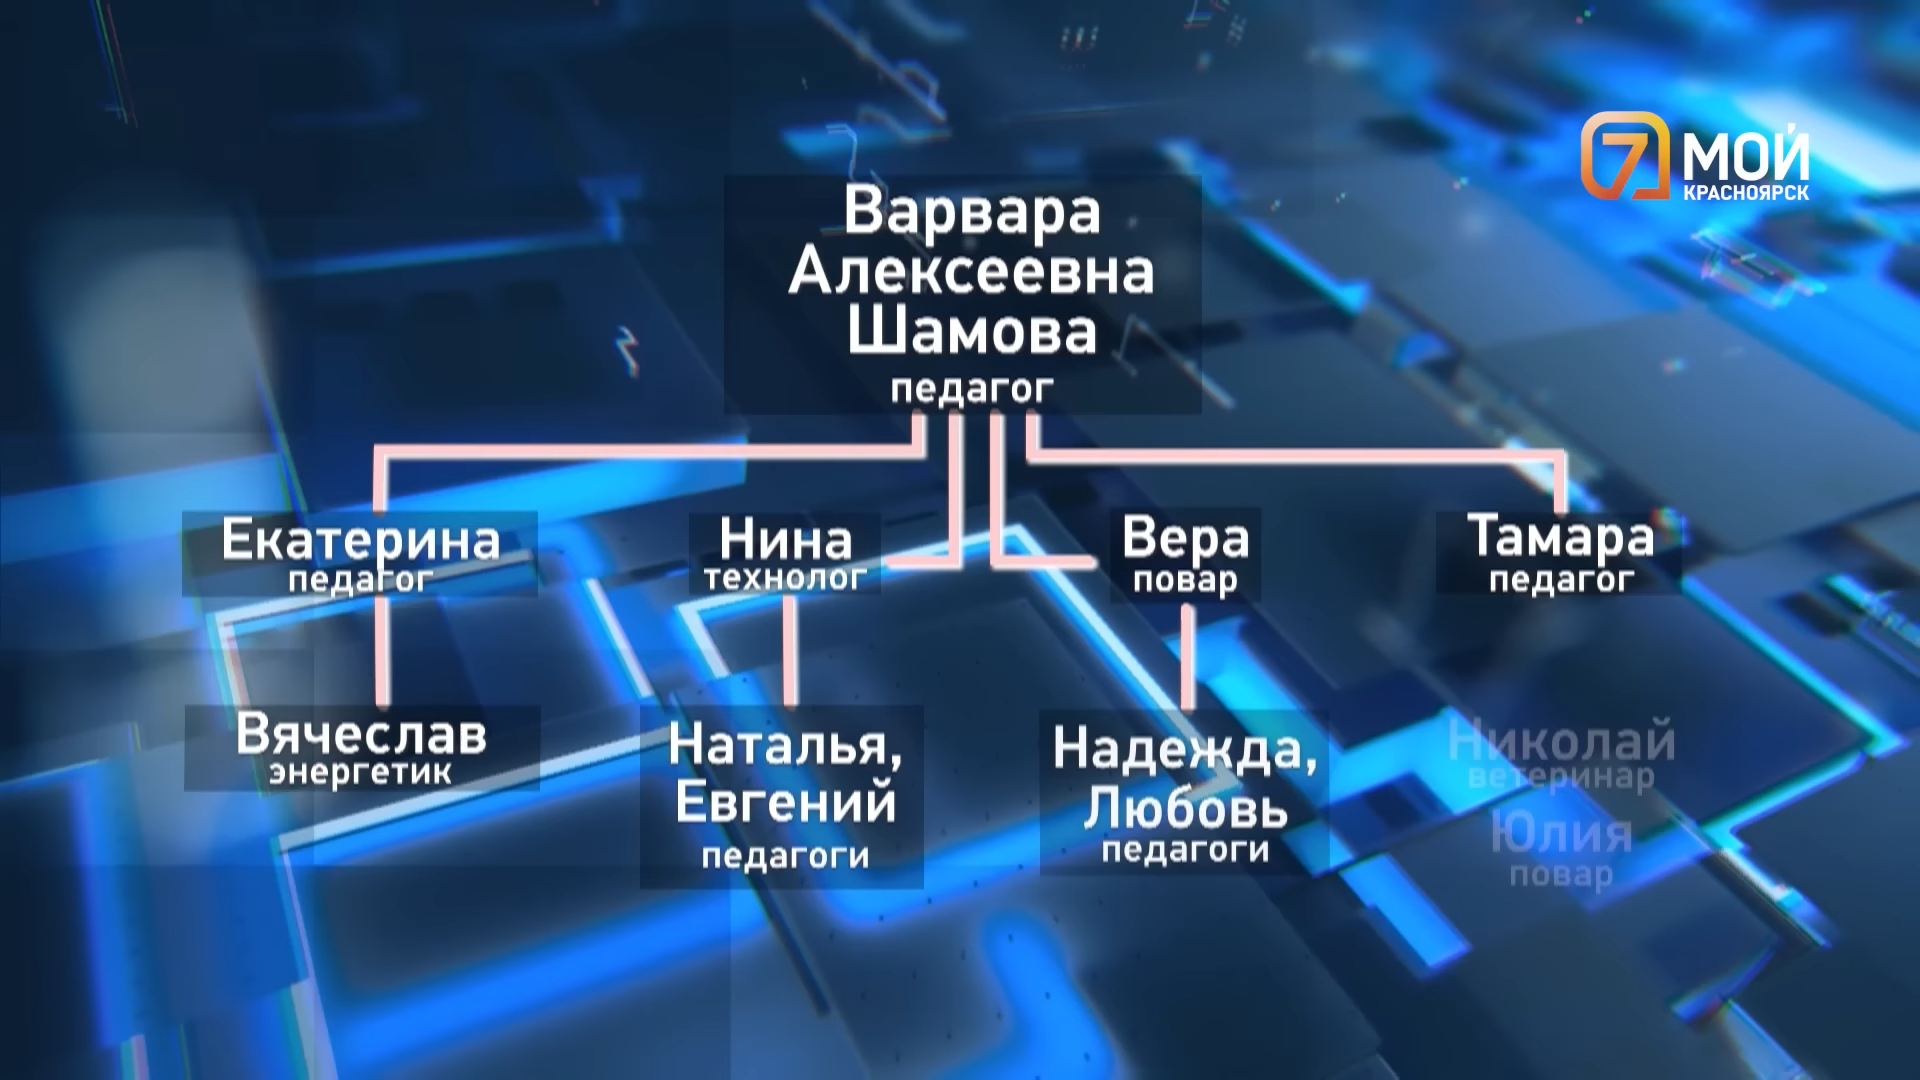 7 МОЙ
КРАСНОЯРСК
Варвара
Алексеевна
Шамова
педагог
Екатерина
педагог
Нина
технолог
Вера
повар
Тамара
педагог
Вячеслав
энергетик
Наталья,
Евгений
педагоги
Надежда,
Любовь
педагоги
Николай
ветеринар
Юлия
повар